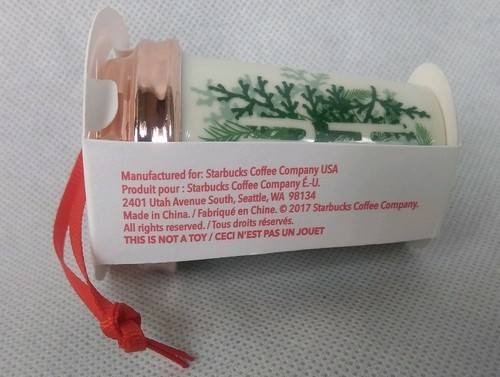 Manufactured for: Starbucks Coffee Company USA
Produit pour : Starbucks Coffee Company É.-U.
2401 Utah Avenue South, Seattle, WA 98134
Made in China. / Fabriqué en Chine. © 2017 Starbucks Coffee Company.
All rights reserved. / Tous droits réservés.
THIS IS NOT A TOY / CECI N'EST PAS UN JOUET